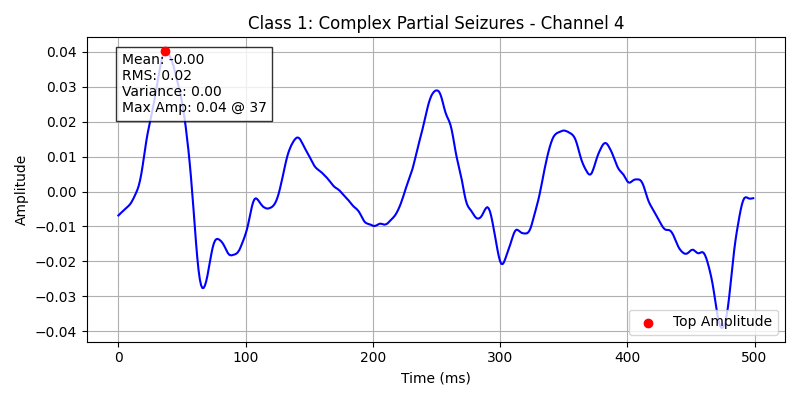 Class 1: Complex Partial Seizures - Channel 4
Mean: -0.00
RMS: 0.02
Variance: 0.00
Max Amp: 0.04 @ 37
Amplitude
0.04
0.03
0.02
0.01
0.00
−0.01
−0.02
−0.03
−0.04
Top Amplitude
0 100 200 300 400 500
Time (ms)